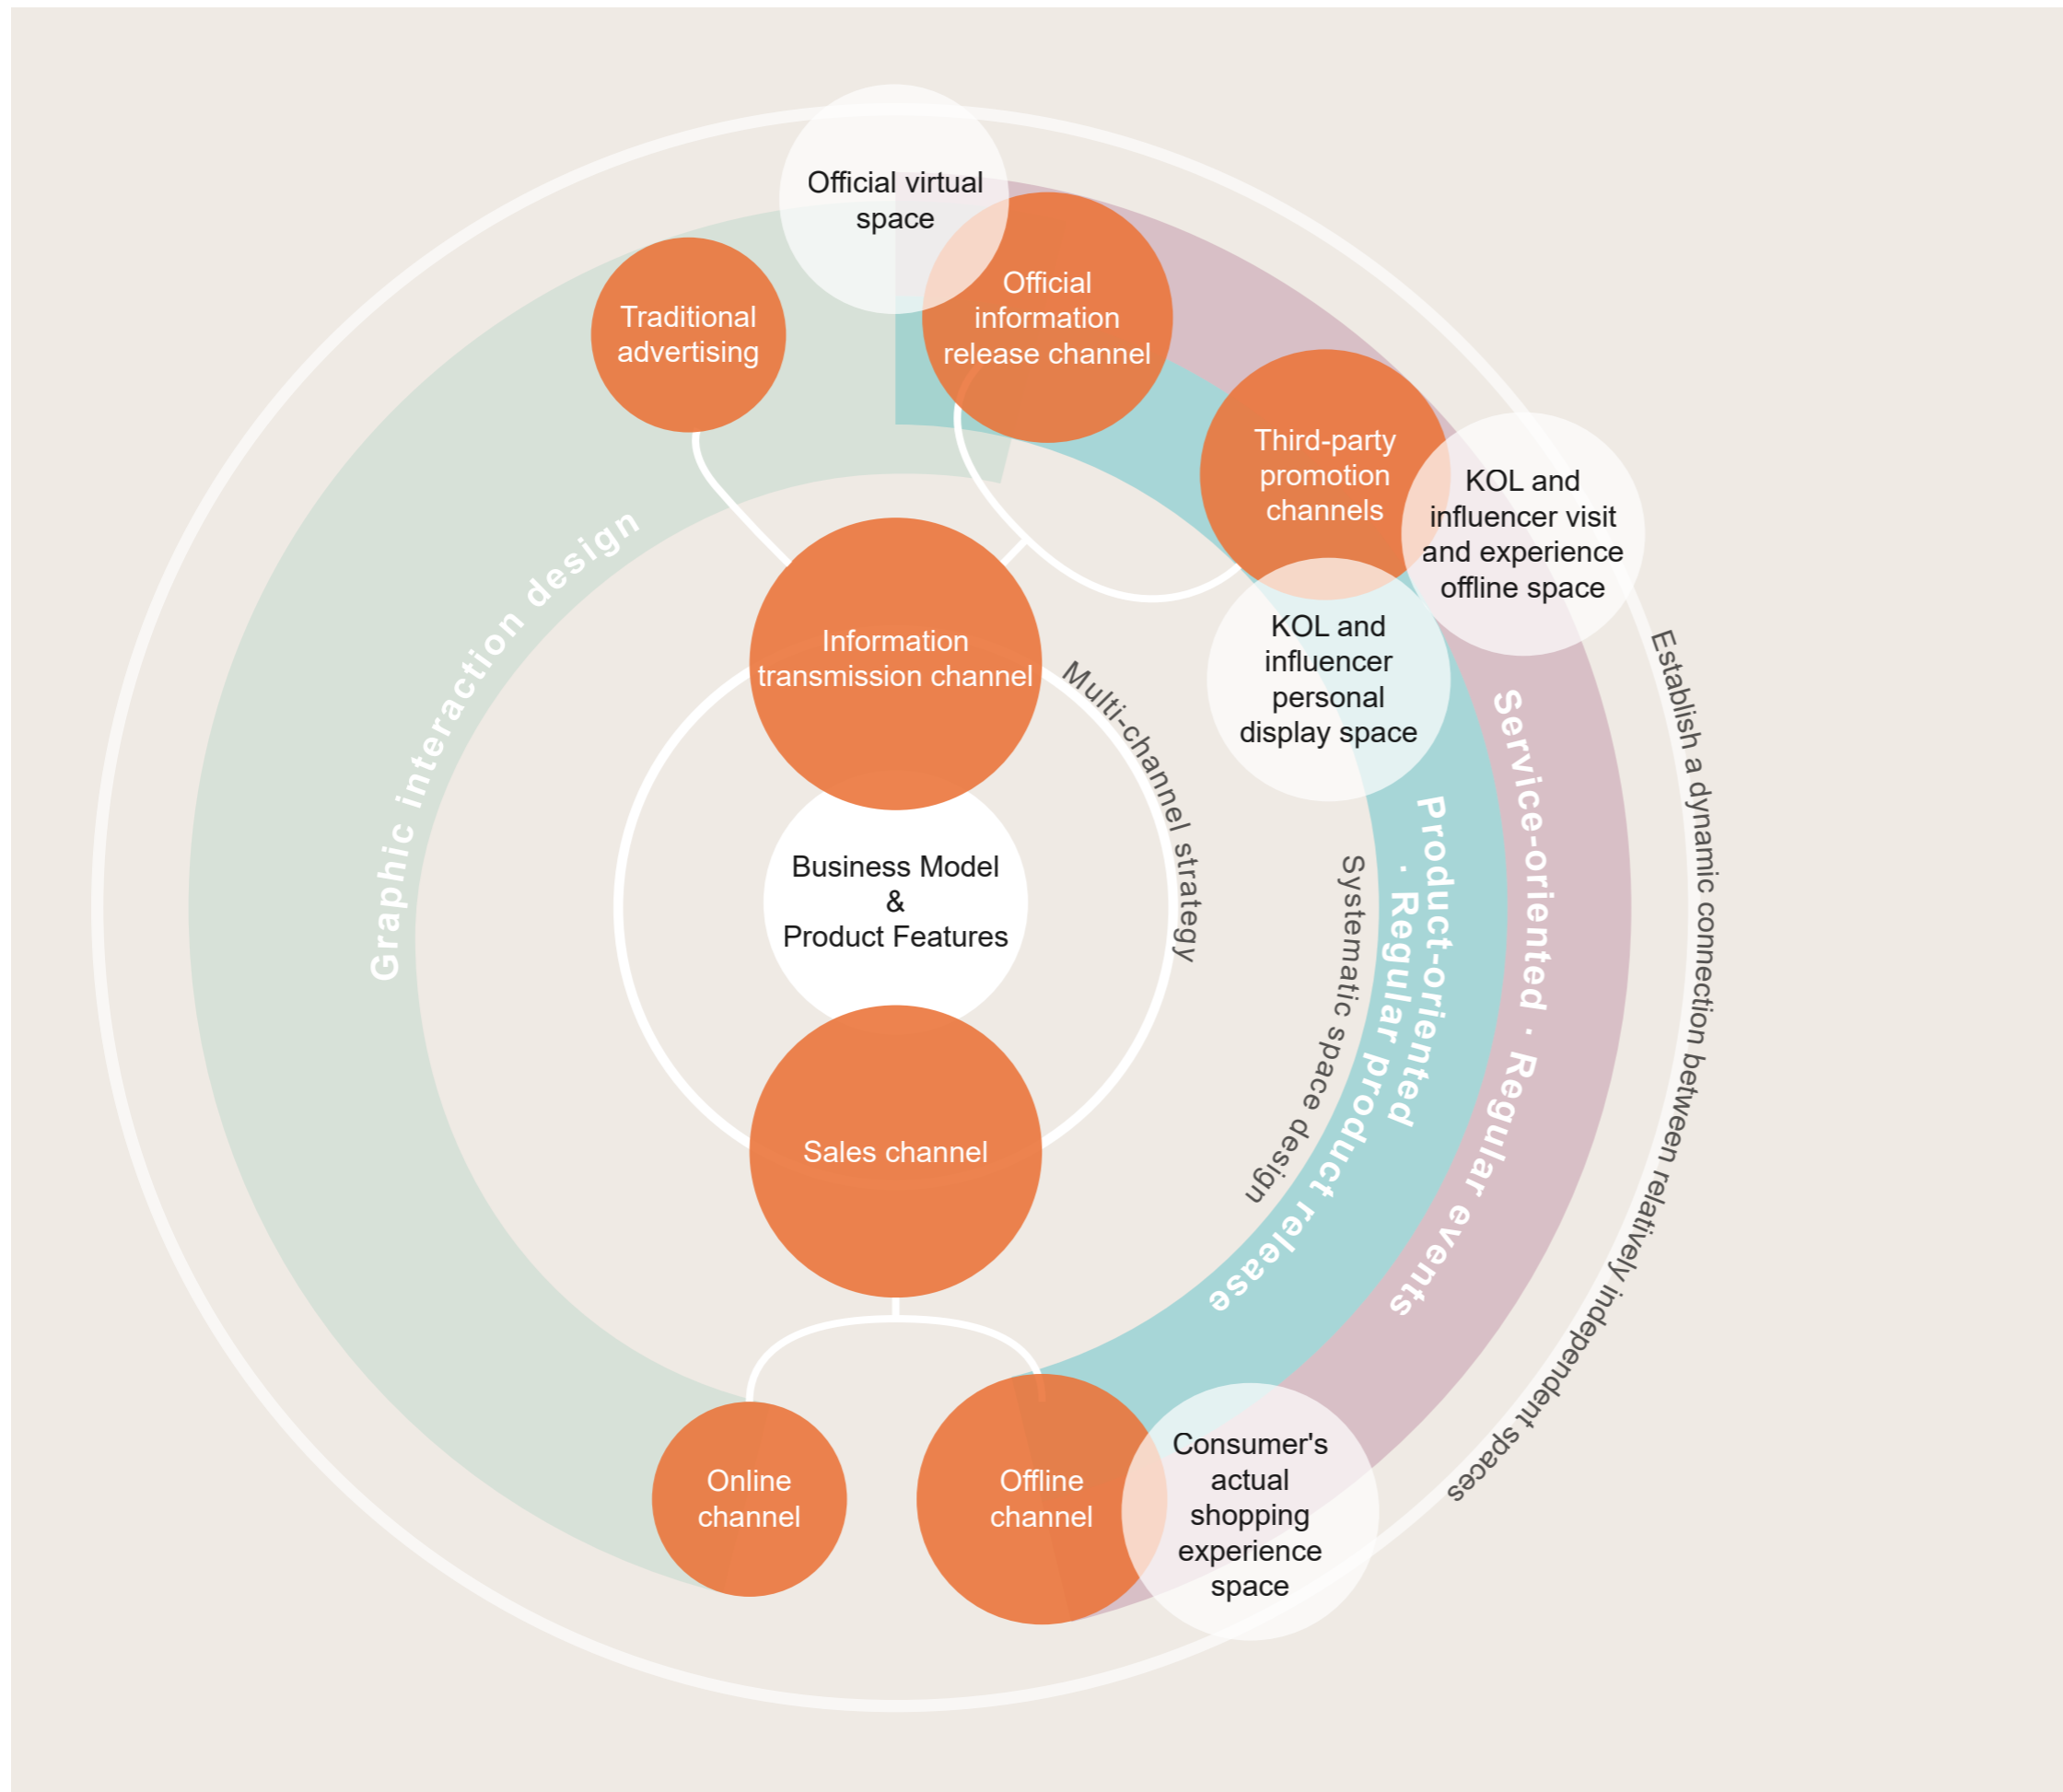 Official virtual
space
Traditional
advertising
Official
information
release channel
Third-party
promotion
channels
KOL and
influencer visit
and experience
offline space
KOL and
influencer
personal
display space
Graphic interaction design
Information
transmission channel
Multi-channel strategy
Business Model
&
Product Features
Systematic space design
Product-oriented
· Regular product release
Service-oriented · Regular events
Establish a dynamic connection between relatively independent spaces
Sales channel
Online
channel
Offline
channel
Consumer's
actual
shopping
experience
space